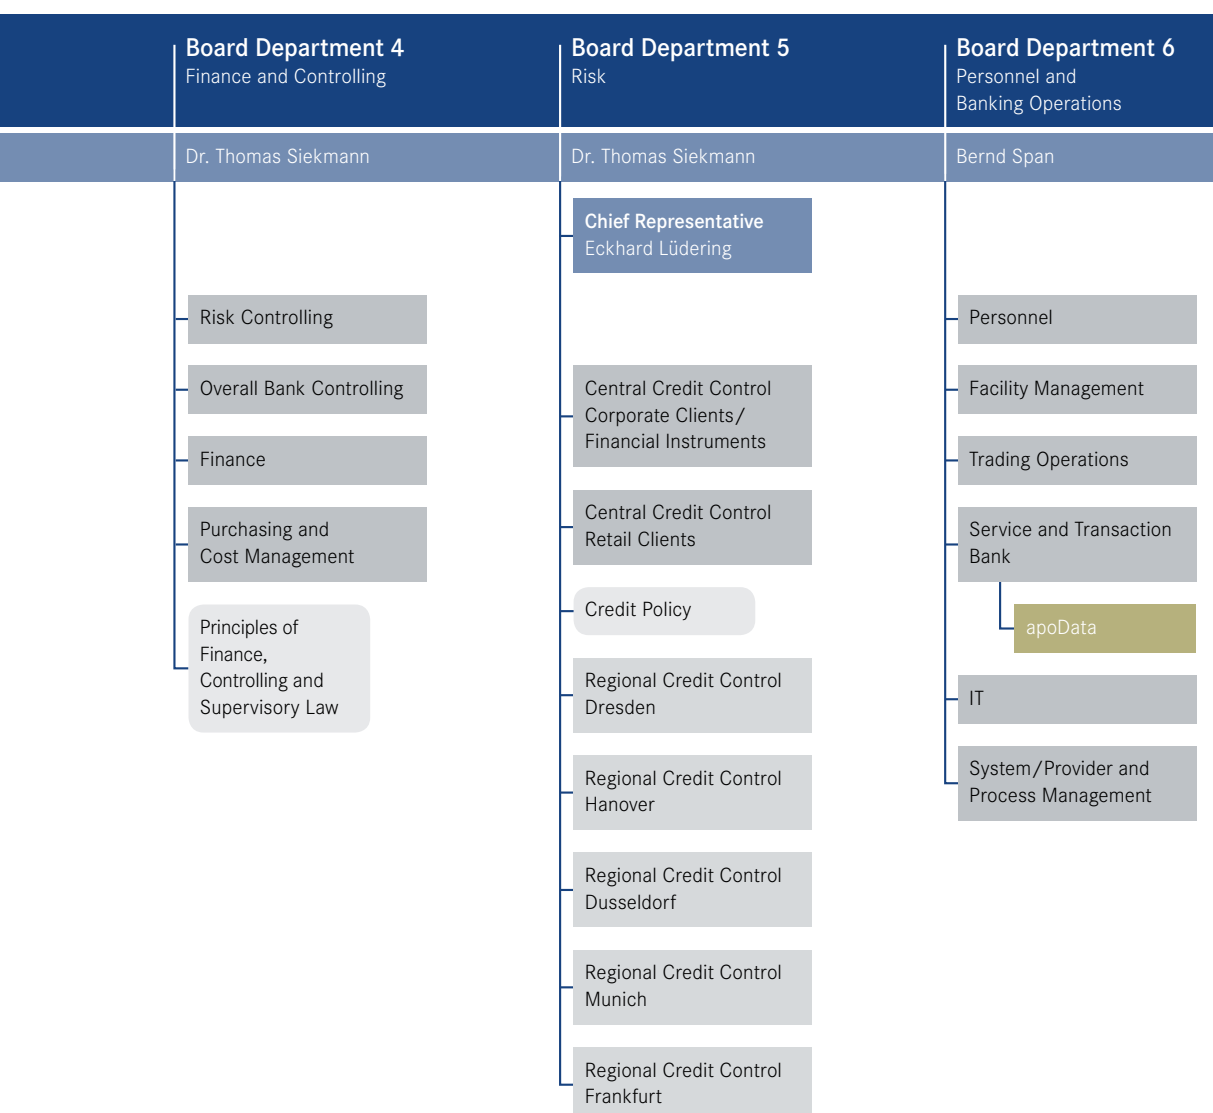 Board Department 4
Finance and Controlling
Dr. Thomas Siekmann
Risk Controlling
Overall Bank Controlling
Finance
Purchasing and
Cost Management
Principles of
Finance,
Controlling and
Supervisory Law
Board Department 5
Risk
Dr. Thomas Siekmann
Chief Representative
Eckhard Lüdering
Central Credit Control
Corporate Clients/
Financial Instruments
Central Credit Control
Retail Clients
Credit Policy
Regional Credit Control
Dresden
Regional Credit Control
Hanover
Regional Credit Control
Dusseldorf
Regional Credit Control
Munich
Regional Credit Control
Frankfurt
Board Department 6
Personnel and
Banking Operations
Bernd Span
Personnel
Facility Management
Trading Operations
Service and Transaction
Bank
apoData
IT
System/Provider and
Process Management